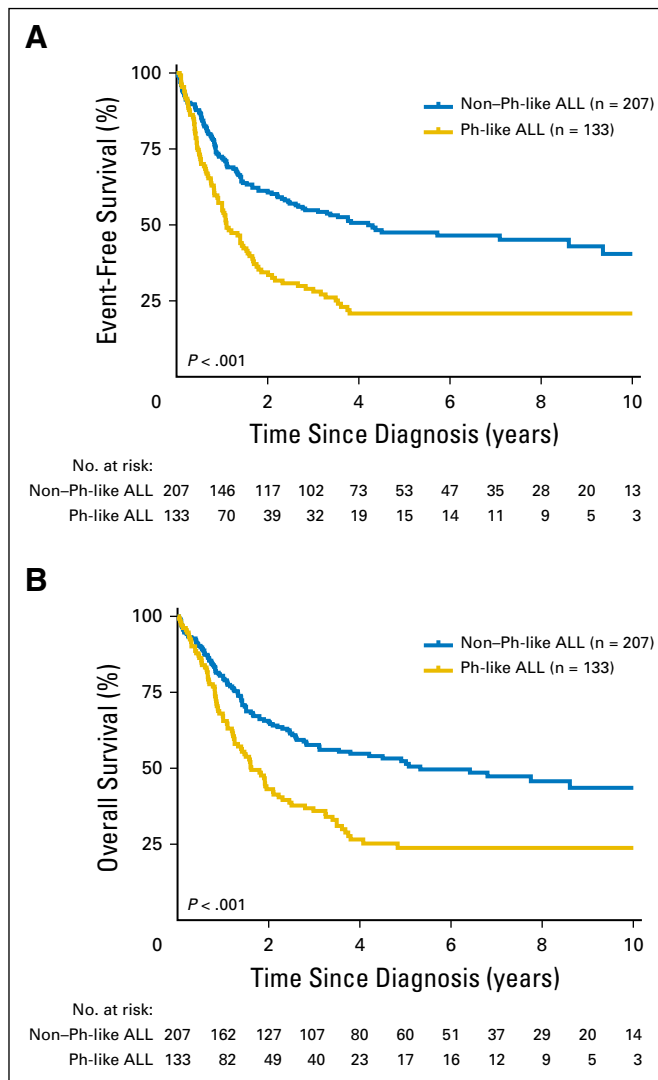 A
100
75
50
25
0
2
4
6
8
10
Event-Free Survival (%)
Non–Ph-like ALL (n = 207)
Ph-like ALL (n = 133)
P < .001
Time Since Diagnosis (years)
No. at risk:
Non–Ph-like ALL 207 146 117 102 73 53 47 35 28 20 13
Ph-like ALL 133 70 39 32 19 15 14 11 9 5 3
B
100
75
50
25
0
2
4
6
8
10
Overall Survival (%)
Non–Ph-like ALL (n = 207)
Ph-like ALL (n = 133)
P < .001
Time Since Diagnosis (years)
No. at risk:
Non–Ph-like ALL 207 162 127 107 80 60 51 37 29 20 14
Ph-like ALL 133 82 49 40 23 17 16 12 9 5 3